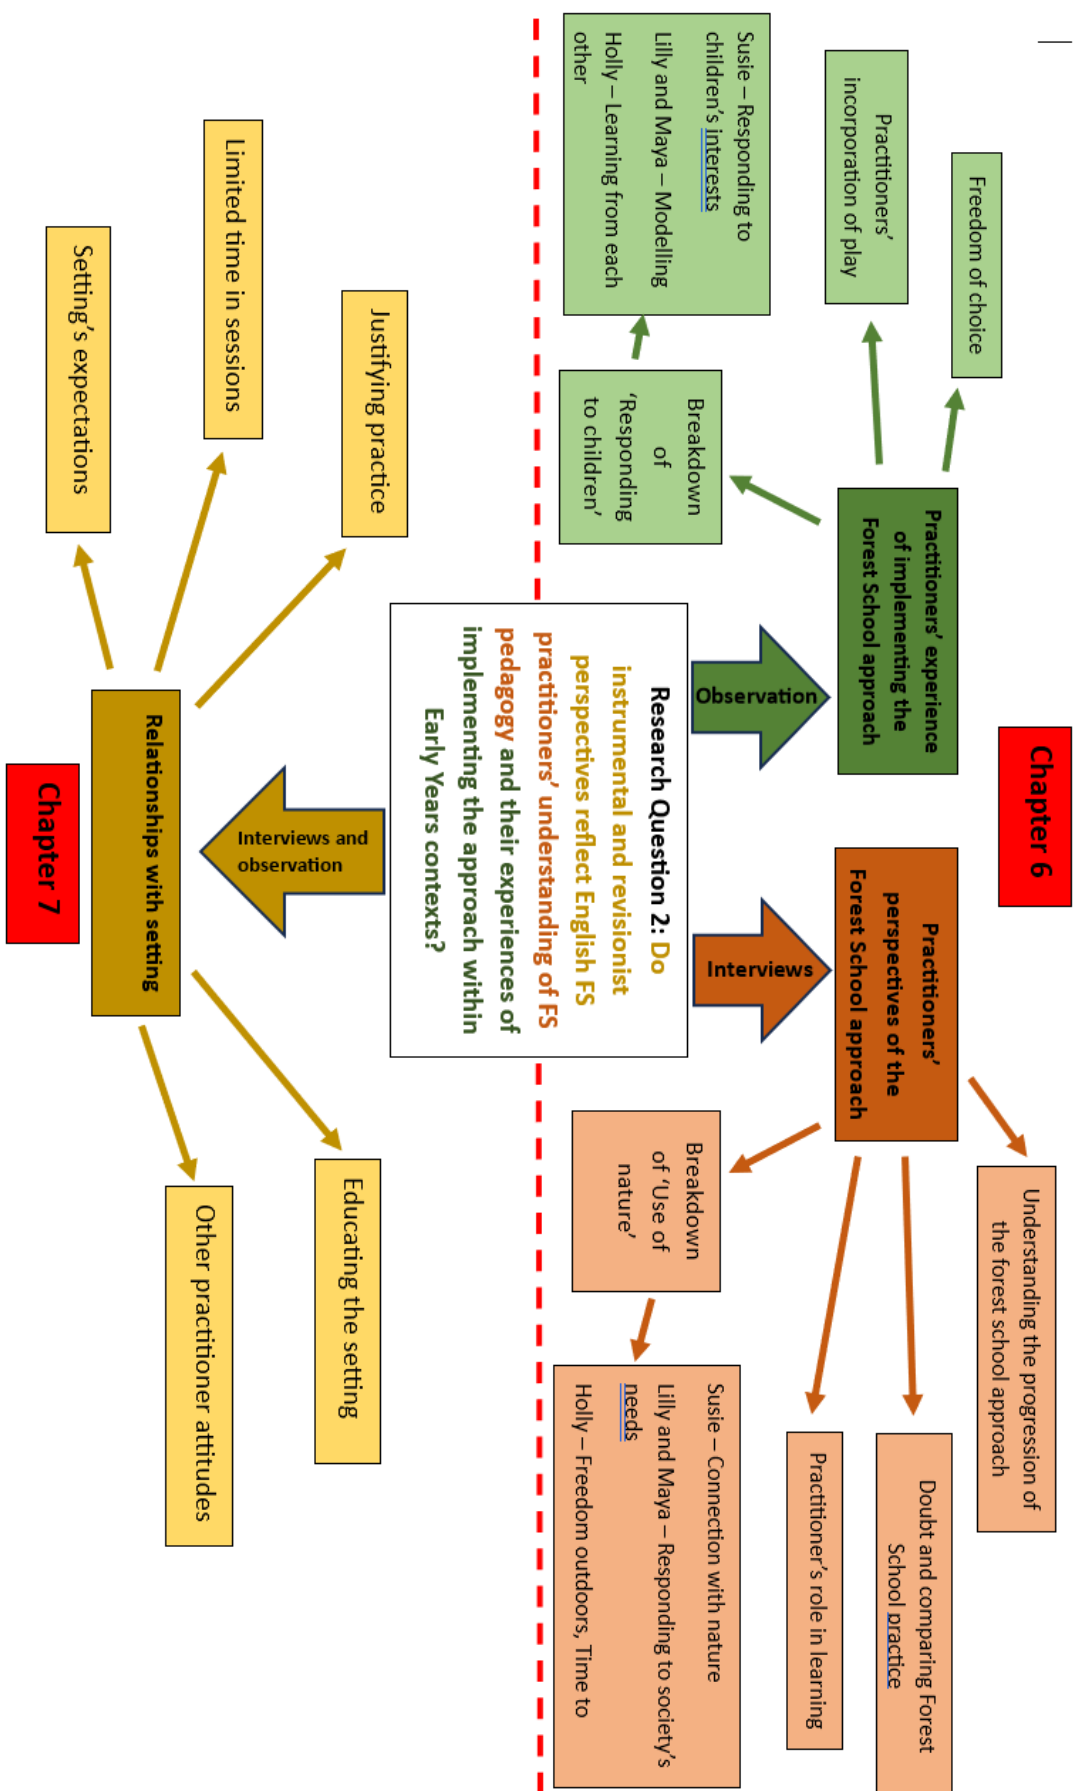 Chapter 6
Freedom of choice
Practitioners’
incorporation of play
Susie – Responding to
children’s interests
Lilly and Maya – Modelling
Holly – Learning from each
other
Breakdown
of
‘Responding
to children’
Practitioners’ experience
of implementing the
Forest School approach
Observation
Practitioners’
perspectives of the
Forest School approach
Interviews
Understanding the progression of
the forest school approach
Doubt and comparing Forest
School practice
Practitioner’s role in learning
Breakdown
of ‘Use of
nature’
Susie – Connection with nature
Lilly and Maya – Responding to society’s
needs
Holly – Freedom outdoors, Time to
Research Question 2: Do
instrumental and revisionist
perspectives reflect English FS
practitioners’ understanding of FS
pedagogy and their experiences of
implementing the approach within
Early Years contexts?
Interviews and
observation
Justifying practice
Limited time in sessions
Setting’s expectations
Relationships with setting
Educating the setting
Other practitioner attitudes
Chapter 7